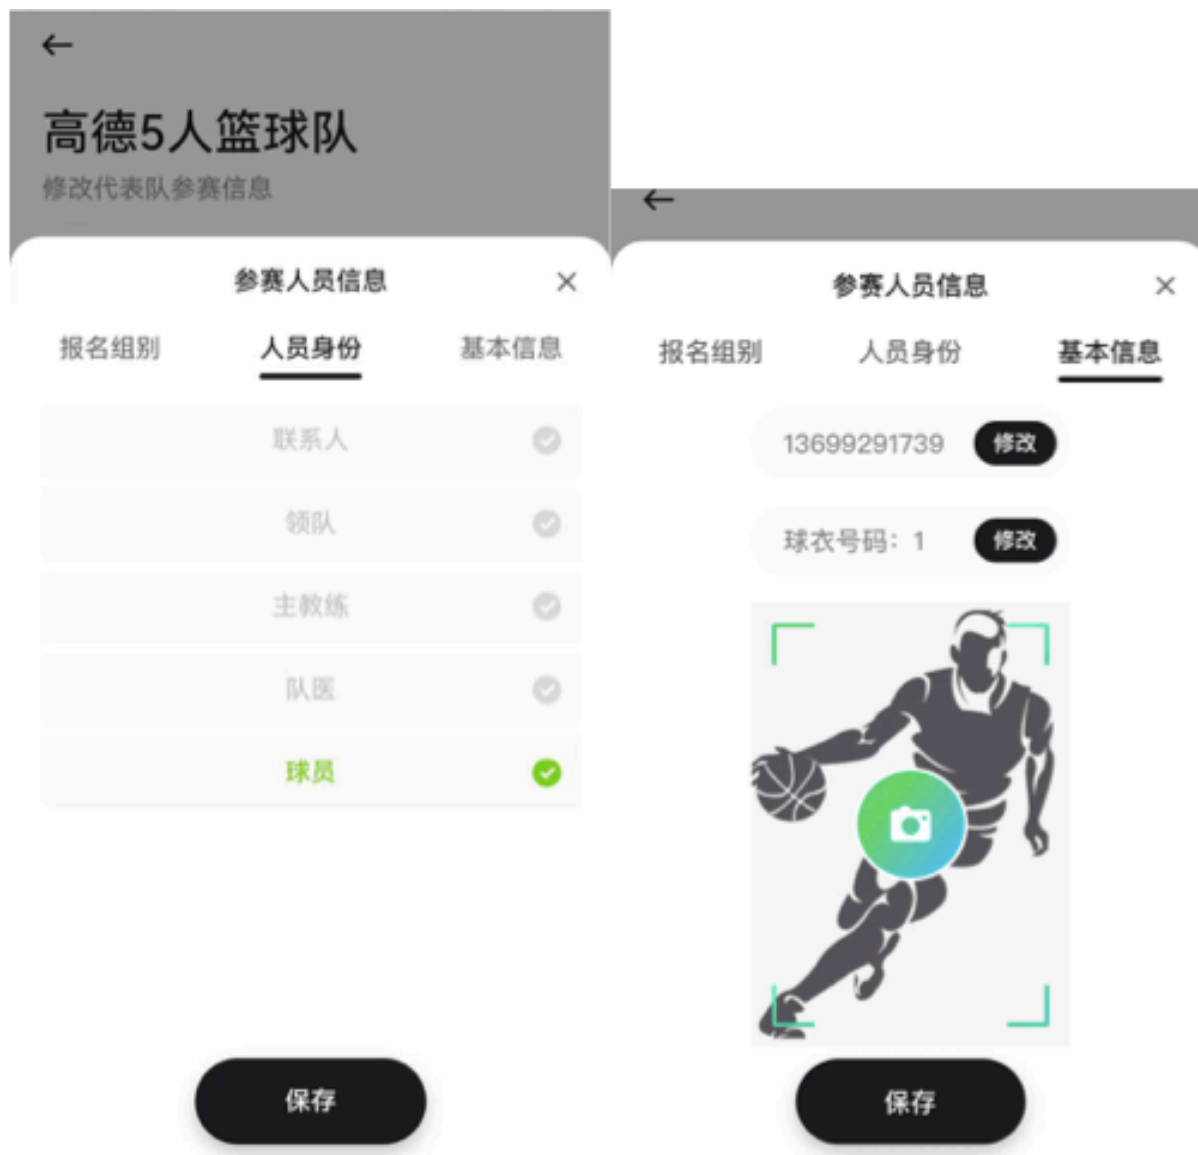 高德5人篮球队
修改代表队参赛信息
参赛人员信息
报名组别 人员身份 基本信息
联系人
领队
主教练
队医
球员
保存
参赛人员信息
报名组别 人员身份 基本信息
13699291739 修改
球衣号码：1 修改
保存